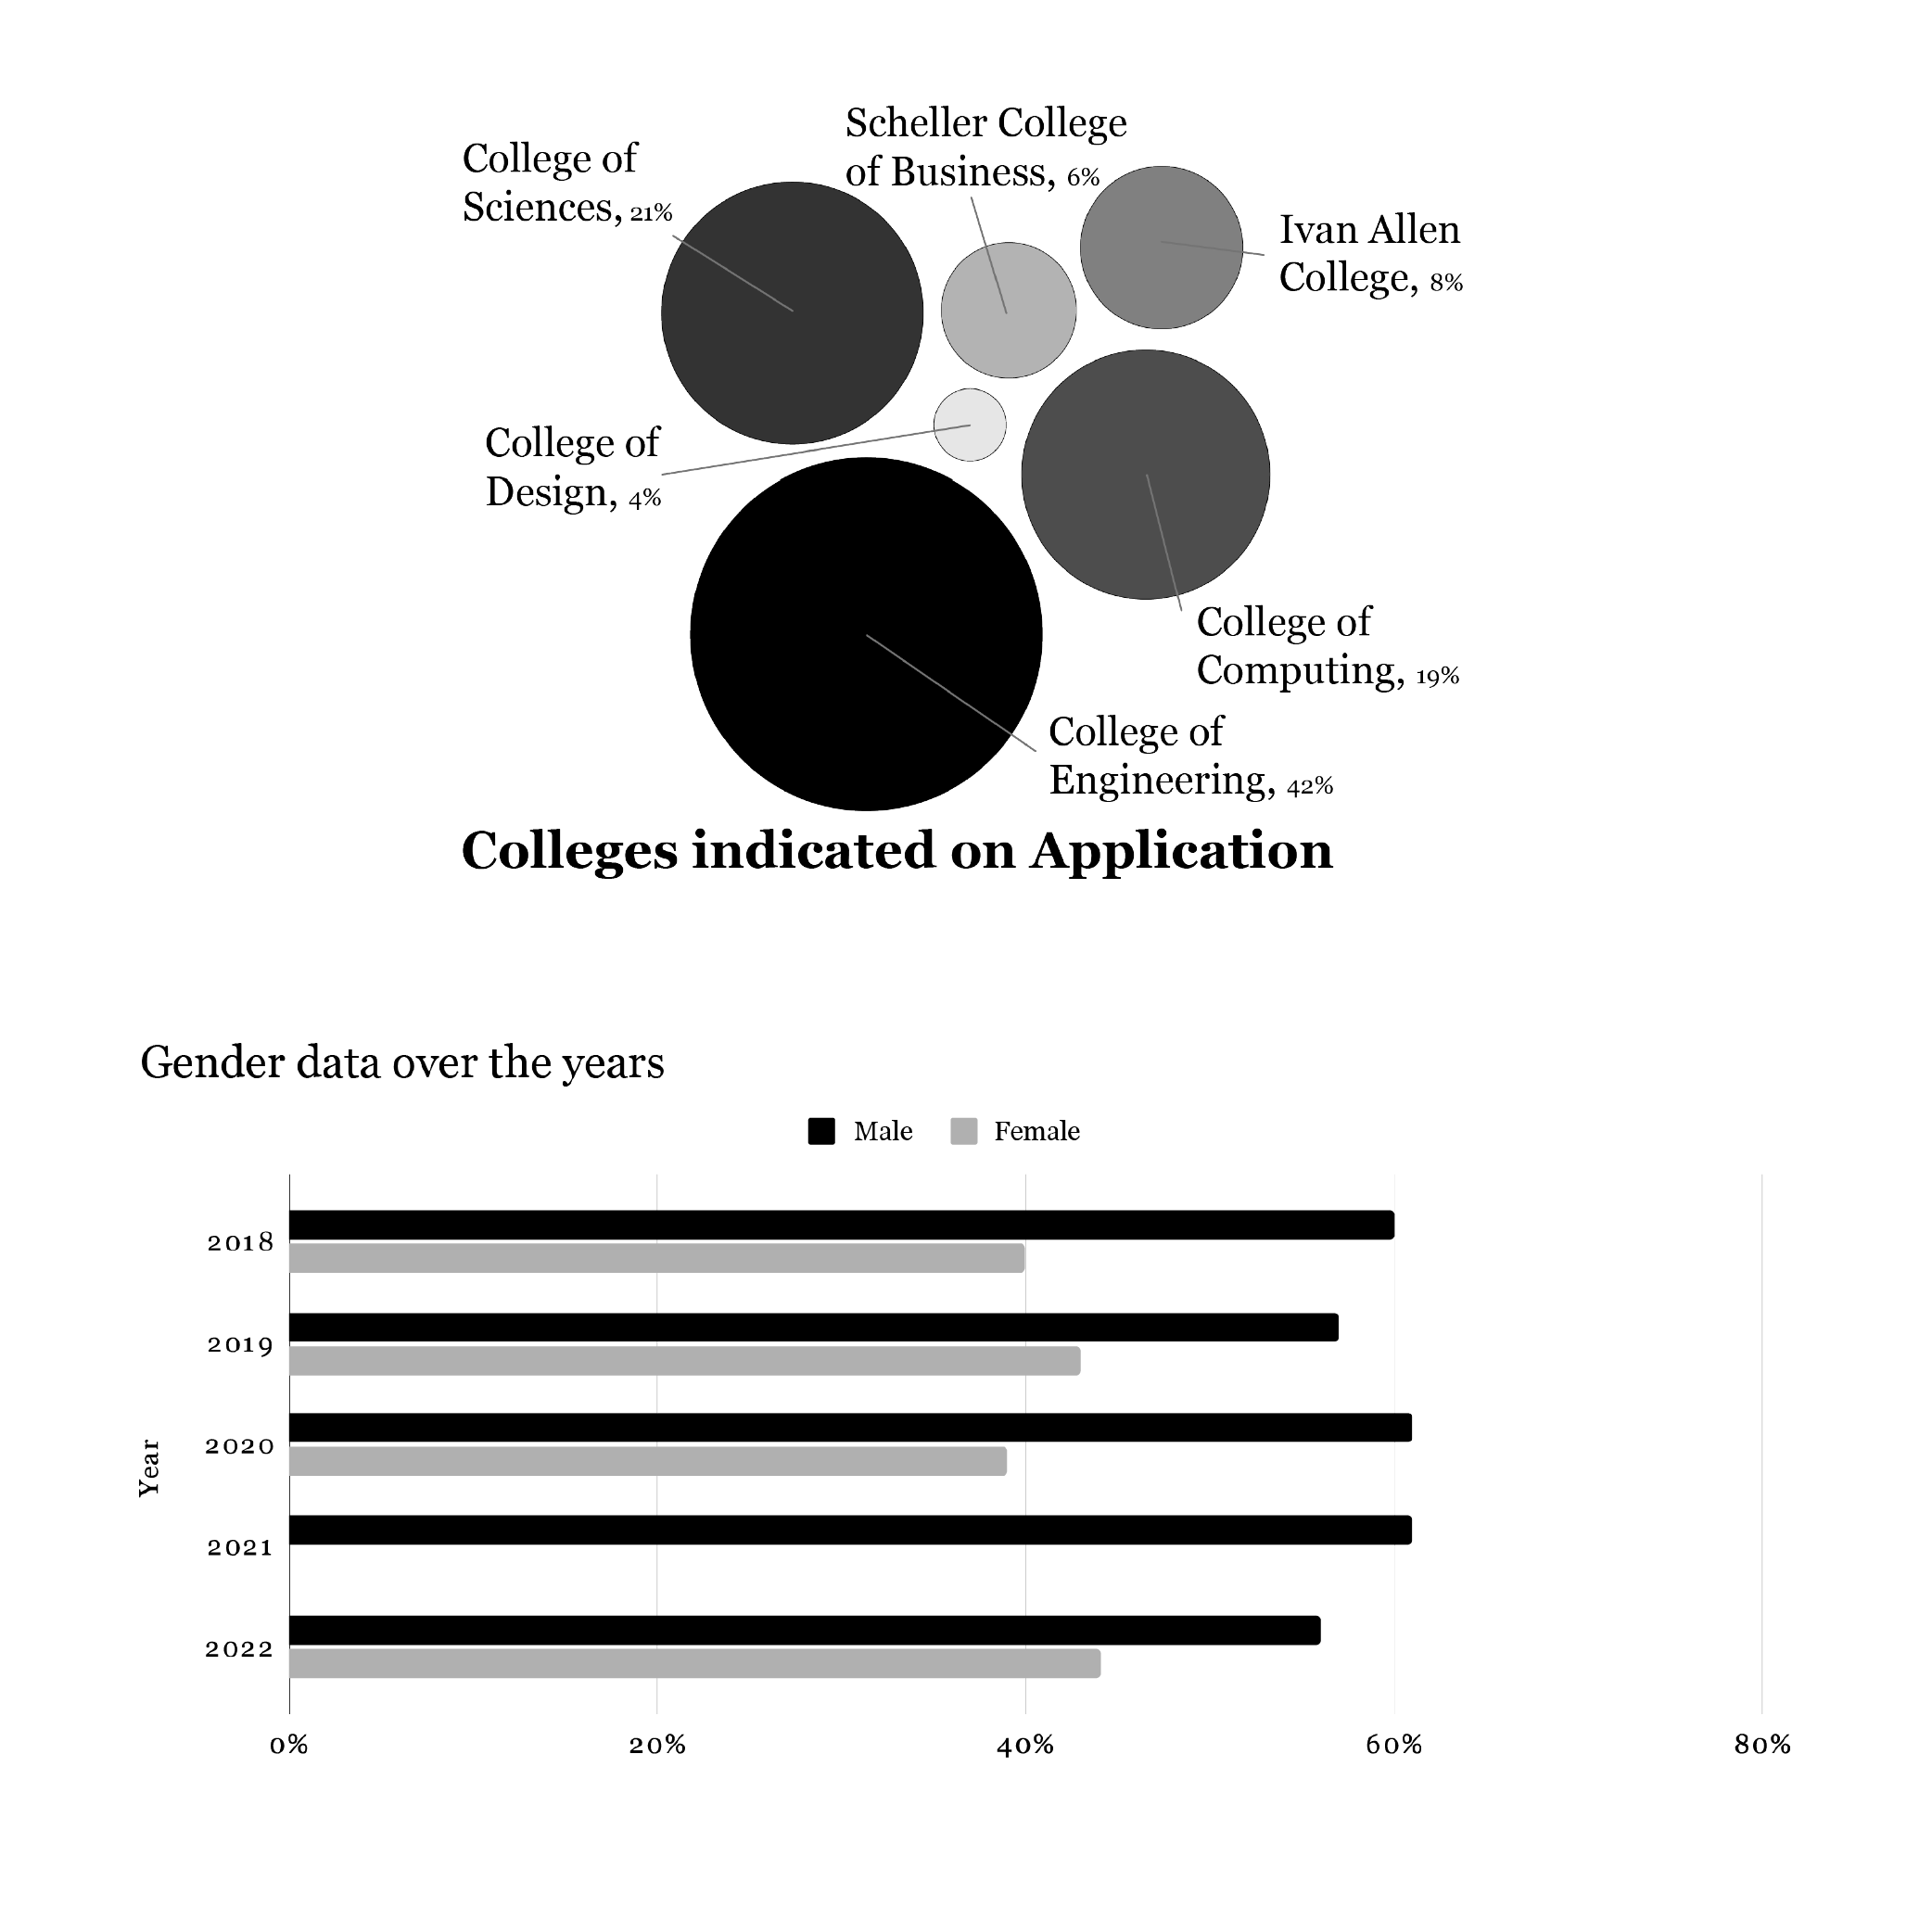 Scheller College
of Business, 6%
College of
Sciences, 21%
Ivan Allen
College, 8%
College of
Design, 4%
College of
Computing, 19%
College of
Engineering, 42%
Colleges indicated on Application
Gender data over the years
Male Female
2018
2019
2020
Year
2021
2022
0% 20% 40% 60% 80%